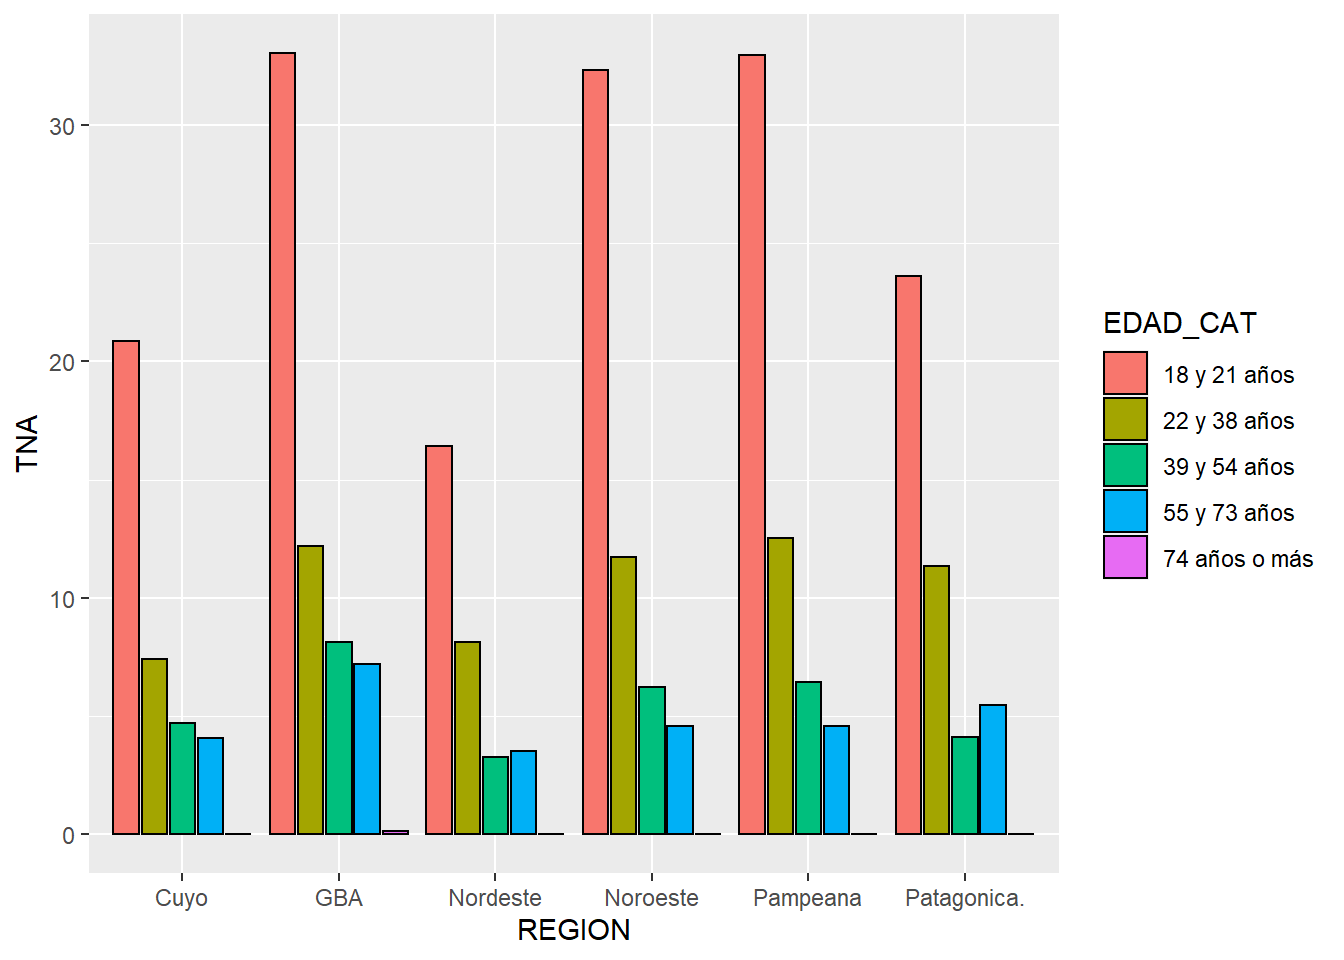 30
20
10
0
TNA
Cuyo GBA Nordeste Noroeste Pampeana Patagonica.
REGION
EDAD_CAT
18 y 21 años
22 y 38 años
39 y 54 años
55 y 73 años
74 años o más